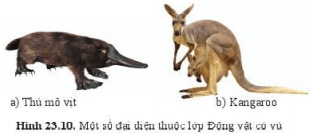 a) Thú mỏ vịt
b) Kangaroo
Hình 23.10. Một số đại diện thuộc lớp Động vật có vú